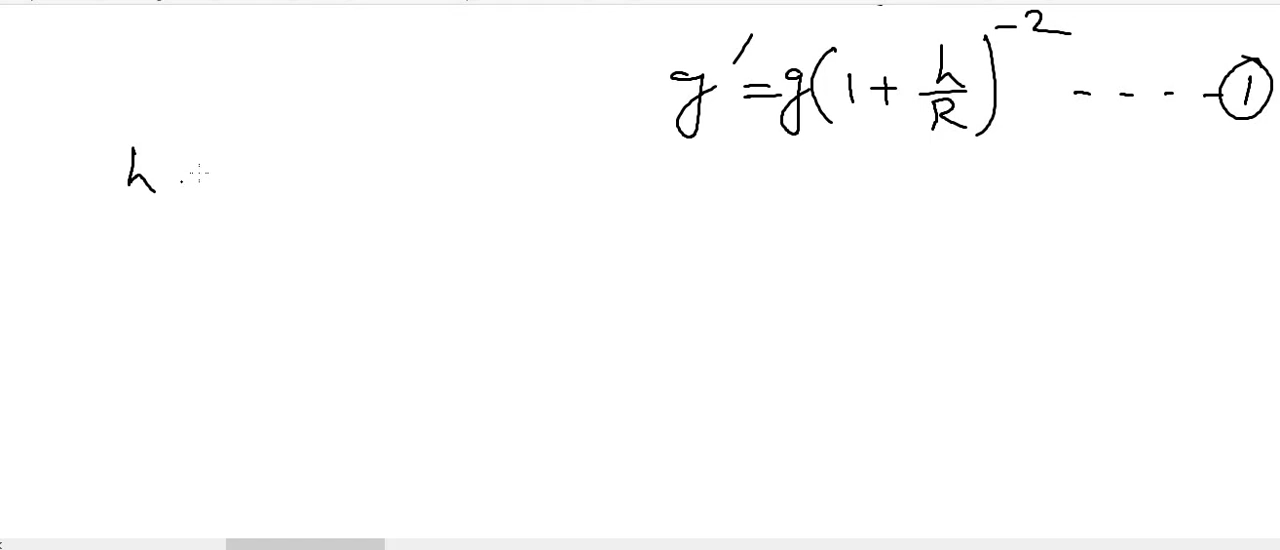 g' = g(1 + h/R)^-2 ---- ①
h